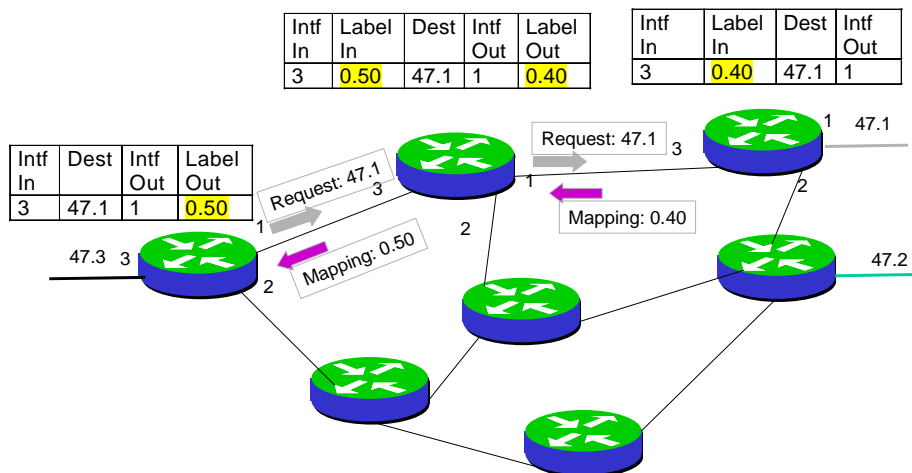 Intf In | Label In | Dest | Intf Out | Label Out
3 | 0.50 | 47.1 | 1 | 0.40
Intf In | Label In | Dest | Intf Out
3 | 0.40 | 47.1 | 1
Intf In | Dest | Intf Out | Label Out
3 | 47.1 | 1 | 0.50
1
47.1
Request: 47.1
3
Request: 47.1
3
1
2
Mapping: 0.40
1
2
Mapping: 0.50
47.3
3
2
47.2